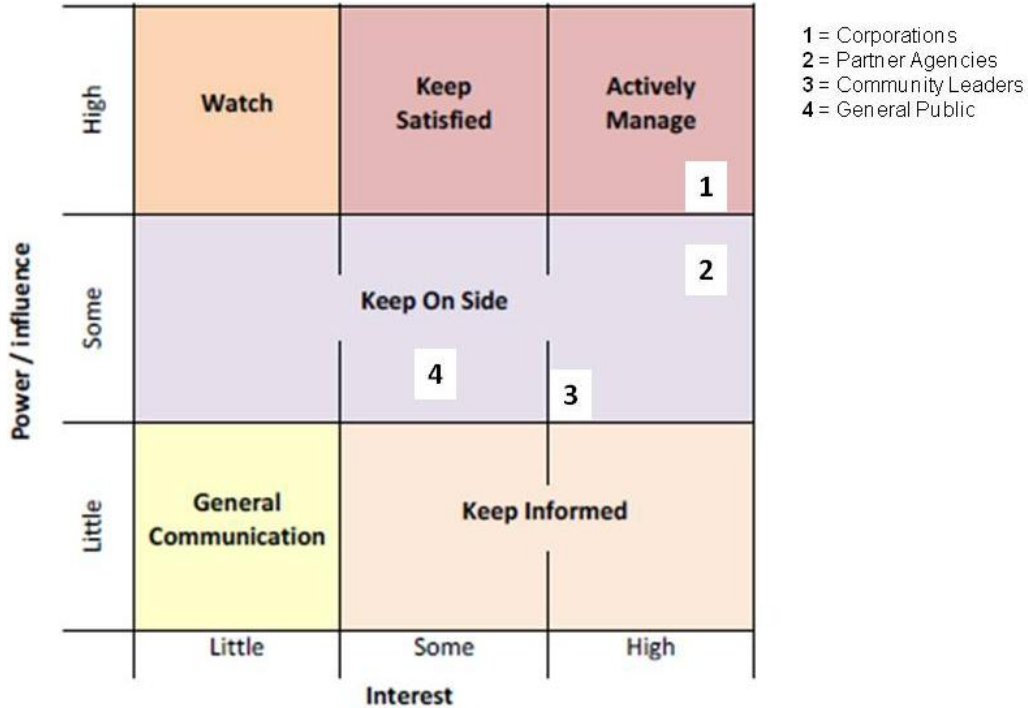 High
Watch
Keep
Satisfied
Actively
Manage
1
1 = Corporations
2 = Partner Agencies
3 = Community Leaders
4 = General Public
Power / influence
Some
Keep On Side
2
4
3
Little
General
Communication
Keep Informed
Little
Some
High
Interest